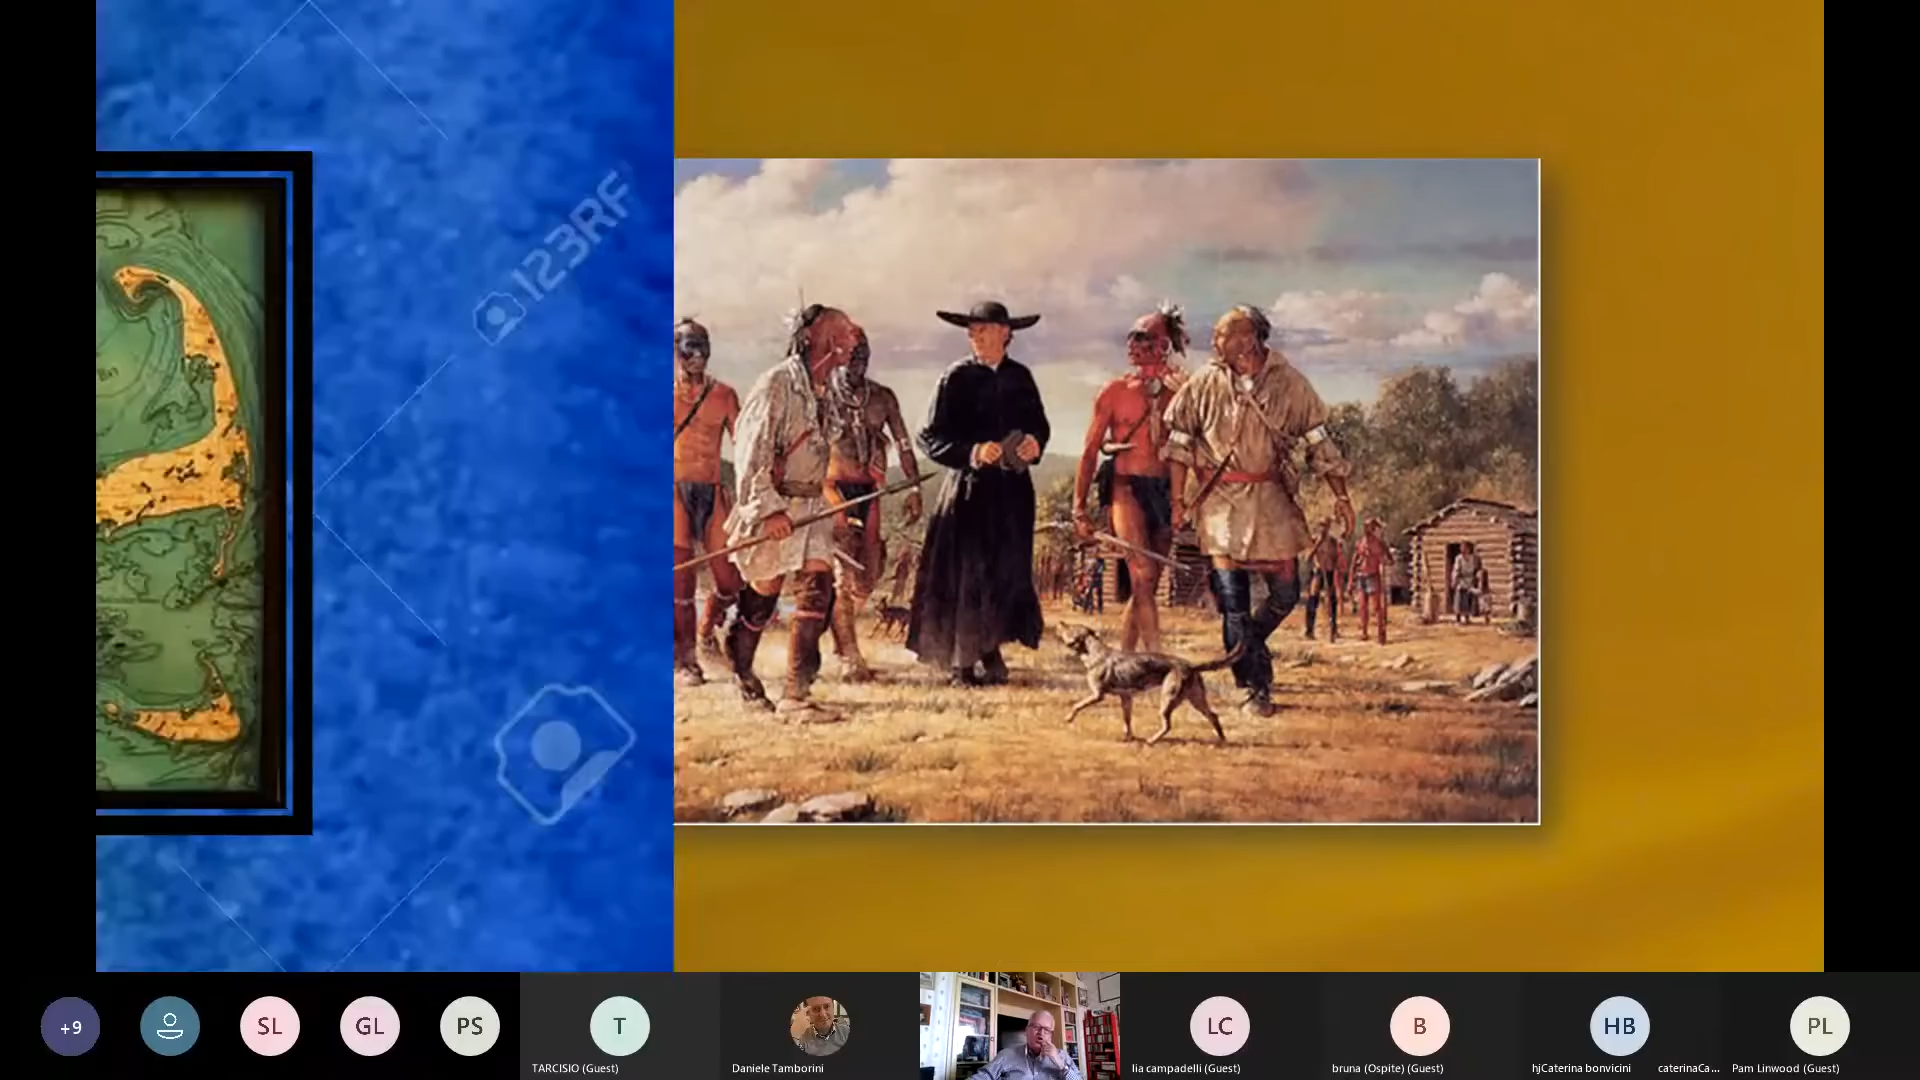 123RF
+9
SL
GL
PS
T
LC
B
HB
PL
TARCISIO (Guest)
Daniele Tamborini
lia campadelli (Guest)
bruna (Ospite) (Guest)
hjCaterina bonvicini
caterinaCa...
Pam Linwood (Guest)